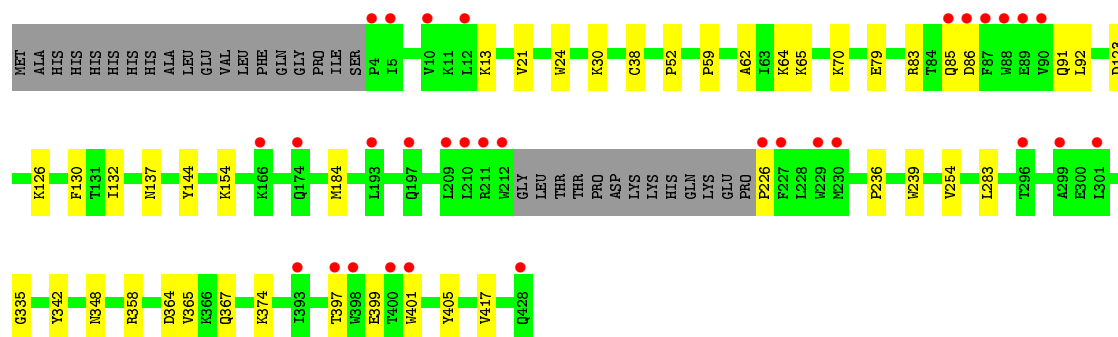 MET ALA HIS HIS HIS HIS HIS HIS ALA LEU GLU VAL LEU PHE GLN GLY PRO ILE SER P4 I5 V10 K11 L12 K13 V21 W24 K30 C38 P52 P59 A62 I63 K64 K65 K70 E79 R83 T84 Q85 D86 F87 W88 E89 V90 Q91 L92 D123
K126 F130 T131 I132 N137 Y144 K154 K166 Q174 M184 L193 Q197 L209 L210 R211 W212 GLY LEU THR THR PRO ASP LYS LYS HIS GLN LYS GLU PRO P226 F227 L228 W229 M230 P236 W239 V254 L283 T296 A299 E300 L301
G335 Y342 N348 R358 D364 V365 K366 Q367 K374 I393 T397 W398 E399 T400 W401 Y405 V417 Q428